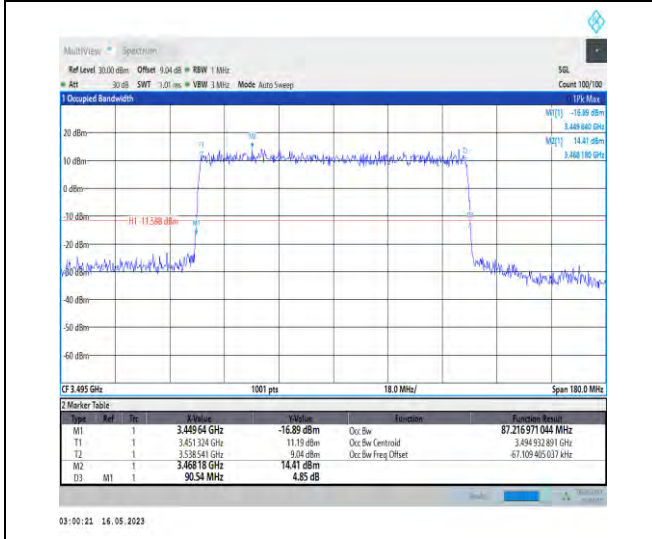 MultiView Spectrum
Ref Level 30.00 dBm Offset 9.04 dB RBW 1 MHz SGL
Att 30 dB SWT 1.01 ms VBW 3 MHz Mode Auto Sweep Count 100/100
1 Occupied Bandwidth 1Pk Max
M1[1] -16.89 dBm
3.449 640 GHz
M2[1] 14.41 dBm
3.468 180 GHz
20 dBm
10 dBm
0 dBm
-10 dBm
H1 -11.588 dBm
M1
-20 dBm
-30 dBm
-40 dBm
-50 dBm
-60 dBm
CF 3.495 GHz 1001 pts 18.0 MHz/ Span 180.0 MHz
2 Marker Table
Type Ref Trc X-Value Y-Value Function Function Result
M1 1 3.449 64 GHz -16.89 dBm Occ Bw 87.216 971 044 MHz
T1 1 3.451 324 GHz 11.19 dBm Occ Bw Centroid 3.494 932 891 GHz
T2 1 3.538 541 GHz 9.04 dBm Occ Bw Freq Offset -67.109 405 037 kHz
M2 1 3.468 18 GHz 14.41 dBm
D3 M1 1 90.54 MHz 4.85 dB
03:00:21 16.05.2023